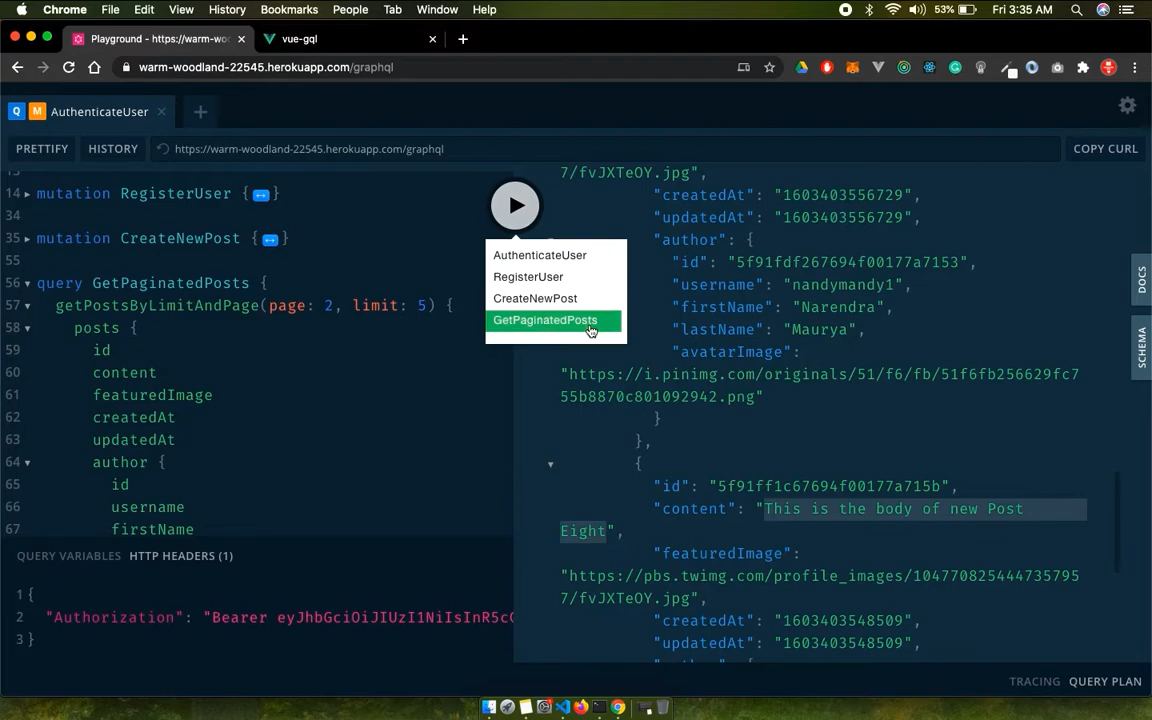 Chrome File Edit View History Bookmarks People Tab Window Help 53% Fri 3:35 AM
Playground - https://warm-woo vue-gql
warm-woodland-22545.herokuapp.com/graphql
Q M AuthenticateUser
PRETTIFY HISTORY https://warm-woodland-22545.herokuapp.com/graphql COPY CURL
14 mutation RegisterUser {↔}
34
35 mutation CreateNewPost {↔}
55
56 query GetPaginatedPosts {
57 getPostsByLimitAndPage(page: 2, limit: 5) {
58 posts {
59 id
60 content
61 featuredImage
62 createdAt
63 updatedAt
64 author {
65 id
66 username
67 firstName
AuthenticateUser
RegisterUser
CreateNewPost
GetPaginatedPosts
7/fvJXTeOY.jpg",
"createdAt": "1603403556729",
"updatedAt": "1603403556729",
"author": {
"id": "5f91fdf267694f00177a7153",
"username": "nandymandy1",
"firstName": "Narendra",
"lastName": "Maurya",
"avatarImage":
"https://i.pinimg.com/originals/51/f6/fb/51f6fb256629fc7
55b8870c801092942.png"
}
},
{
"id": "5f91ff1c67694f00177a715b",
"content": "This is the body of new Post
Eight",
"featuredImage":
"https://pbs.twimg.com/profile_images/104770825444735795
7/fvJXTeOY.jpg",
"createdAt": "1603403548509",
"updatedAt": "1603403548509",
DOCS
SCHEMA
QUERY VARIABLES HTTP HEADERS (1)
1 {
2 "Authorization": "Bearer eyJhbGciOiJIUzI1NiIsInR5cC
3 }
TRACING QUERY PLAN